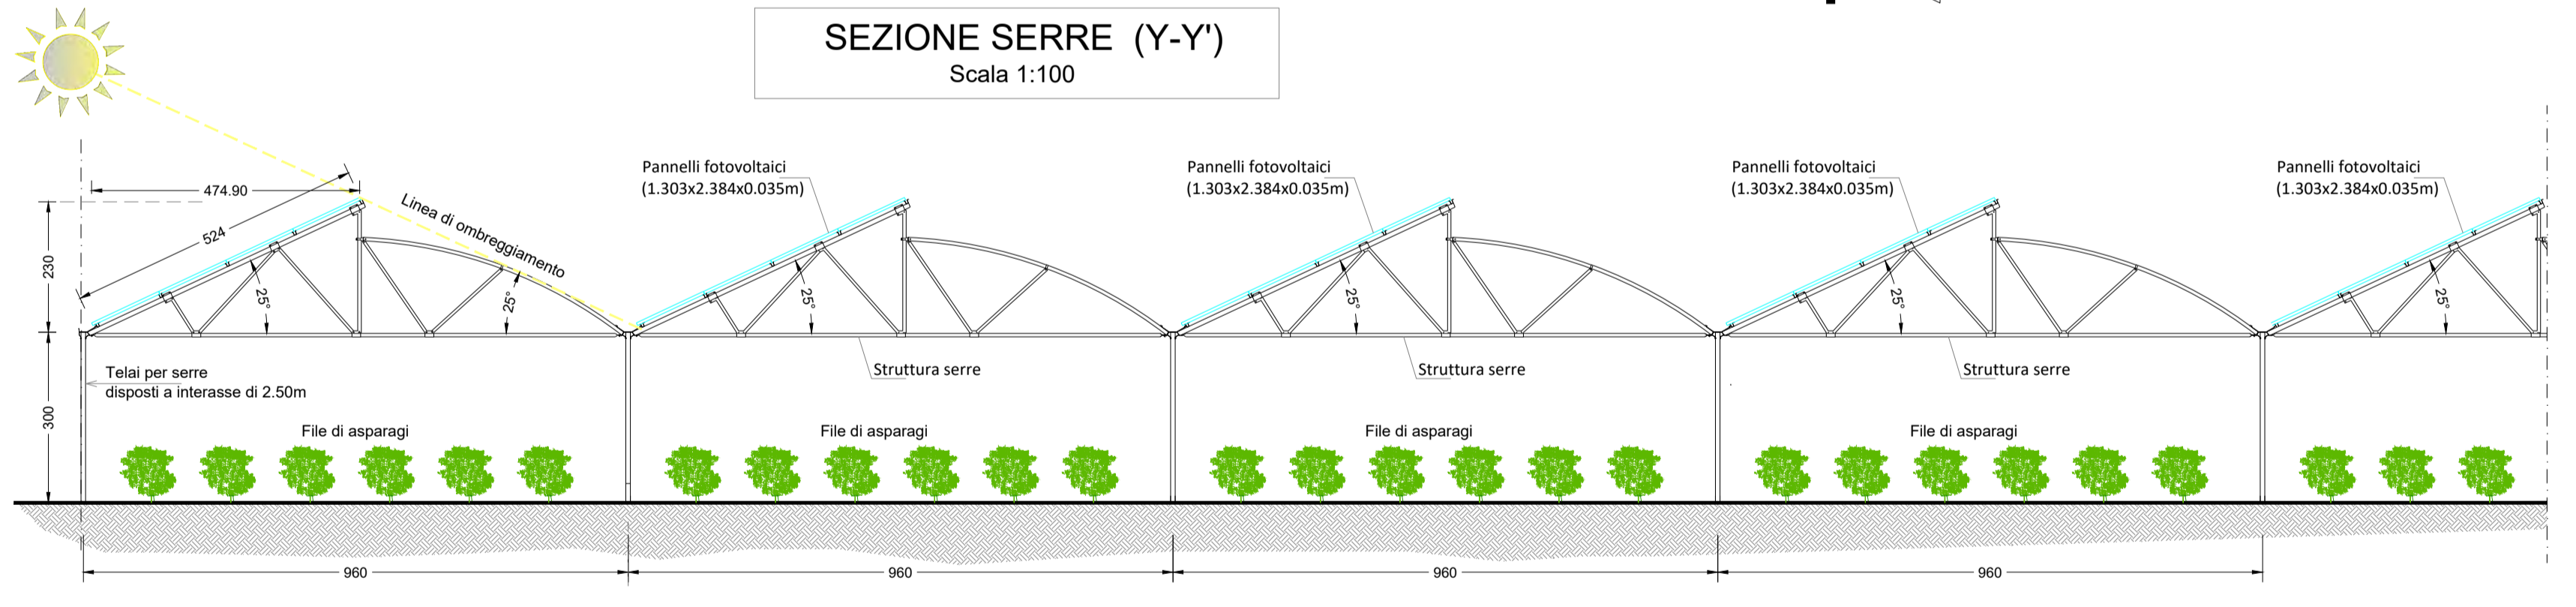 SEZIONE SERRE (Y-Y')
Scala 1:100
474.90
524
230
300
Linea di ombreggiamento
25°
25°
Telai per serre
disposti a interasse di 2.50m
File di asparagi
960
Pannelli fotovoltaici
(1.303x2.384x0.035m)
25°
Struttura serre
File di asparagi
960
Pannelli fotovoltaici
(1.303x2.384x0.035m)
25°
Struttura serre
File di asparagi
960
Pannelli fotovoltaici
(1.303x2.384x0.035m)
25°
Struttura serre
File di asparagi
960
Pannelli fotovoltaici
(1.303x2.384x0.035m)
25°